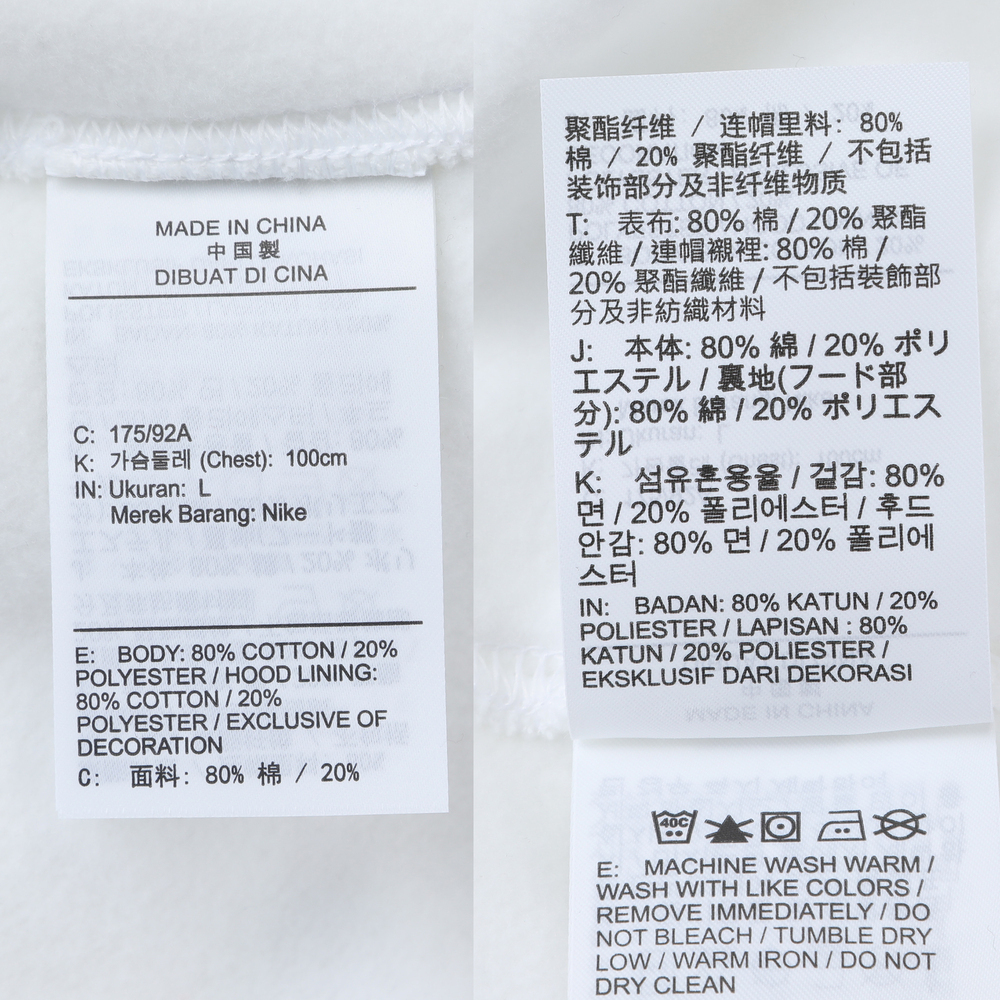 MADE IN CHINA
中国製
DIBUAT DI CINA
C: 175/92A
K: 가슴둘레 (Chest): 100cm
IN: Ukuran: L
Merek Barang: Nike
E: BODY: 80% COTTON / 20%
POLYESTER / HOOD LINING:
80% COTTON / 20%
POLYESTER / EXCLUSIVE OF
DECORATION
C: 面料: 80% 棉 / 20%
聚酯纤维 / 连帽里料: 80%
棉 / 20% 聚酯纤维 / 不包括
装饰部分及非纤维物质
T: 表布: 80% 棉 / 20% 聚酯
纖維 / 連帽襯裡: 80% 棉 /
20% 聚酯纖維 / 不包括裝飾部
分及非紡織材料
J: 本体: 80% 綿 / 20% ポリ
エステル / 裏地(フード部
分): 80% 綿 / 20% ポリエス
テル
K: 섬유혼용율 / 겉감: 80%
면 / 20% 폴리에스터 / 후드
안감: 80% 면 / 20% 폴리에
스터
IN: BADAN: 80% KATUN / 20%
POLIESTER / LAPISAN : 80%
KATUN / 20% POLIESTER /
EKSKLUSIF DARI DEKORASI
40C
E: MACHINE WASH WARM /
WASH WITH LIKE COLORS /
REMOVE IMMEDIATELY / DO
NOT BLEACH / TUMBLE DRY
LOW / WARM IRON / DO NOT
DRY CLEAN